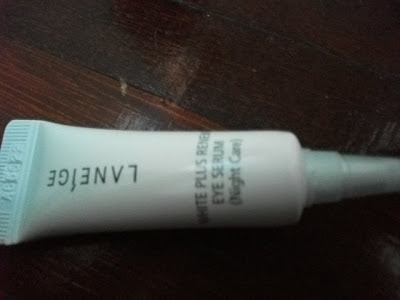 LANEIGE
WHITE PLUS RENEW
EYE SERUM
(Night Care)